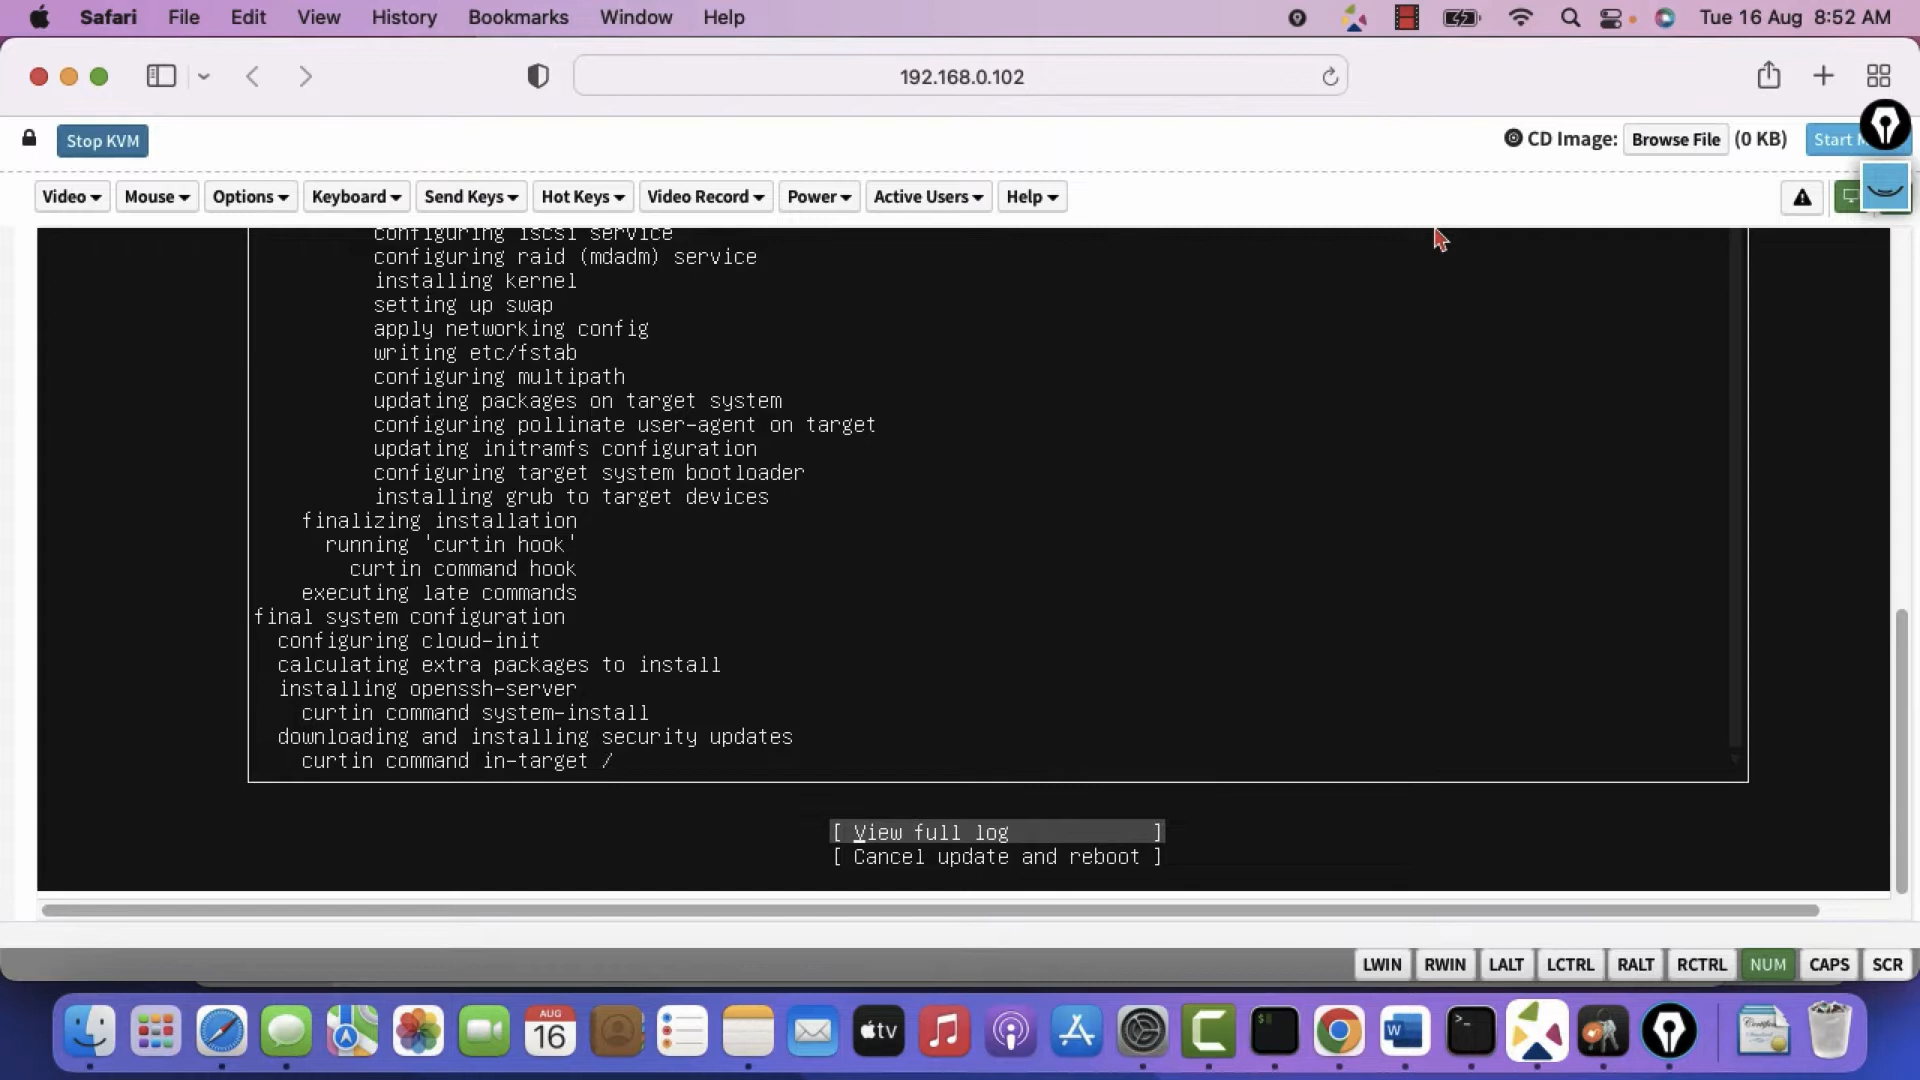 Safari File Edit View History Bookmarks Window Help Tue 16 Aug 8:52 AM
192.168.0.102
Stop KVM CD Image: Browse File (0 KB) Start
Video Mouse Options Keyboard Send Keys Hot Keys Video Record Power Active Users Help
configuring iscsi service
configuring raid (mdadm) service
installing kernel
setting up swap
apply networking config
writing etc/fstab
configuring multipath
updating packages on target system
configuring pollinate user-agent on target
updating initramfs configuration
configuring target system bootloader
installing grub to target devices
finalizing installation
running 'curtin hook'
curtin command hook
executing late commands
final system configuration
configuring cloud-init
calculating extra packages to install
installing openssh-server
curtin command system-install
downloading and installing security updates
curtin command in-target /
[ View full log ]
[ Cancel update and reboot ]
LWIN RWIN LALT LCTRL RALT RCTRL NUM CAPS SCR
AUG
16
tv
W